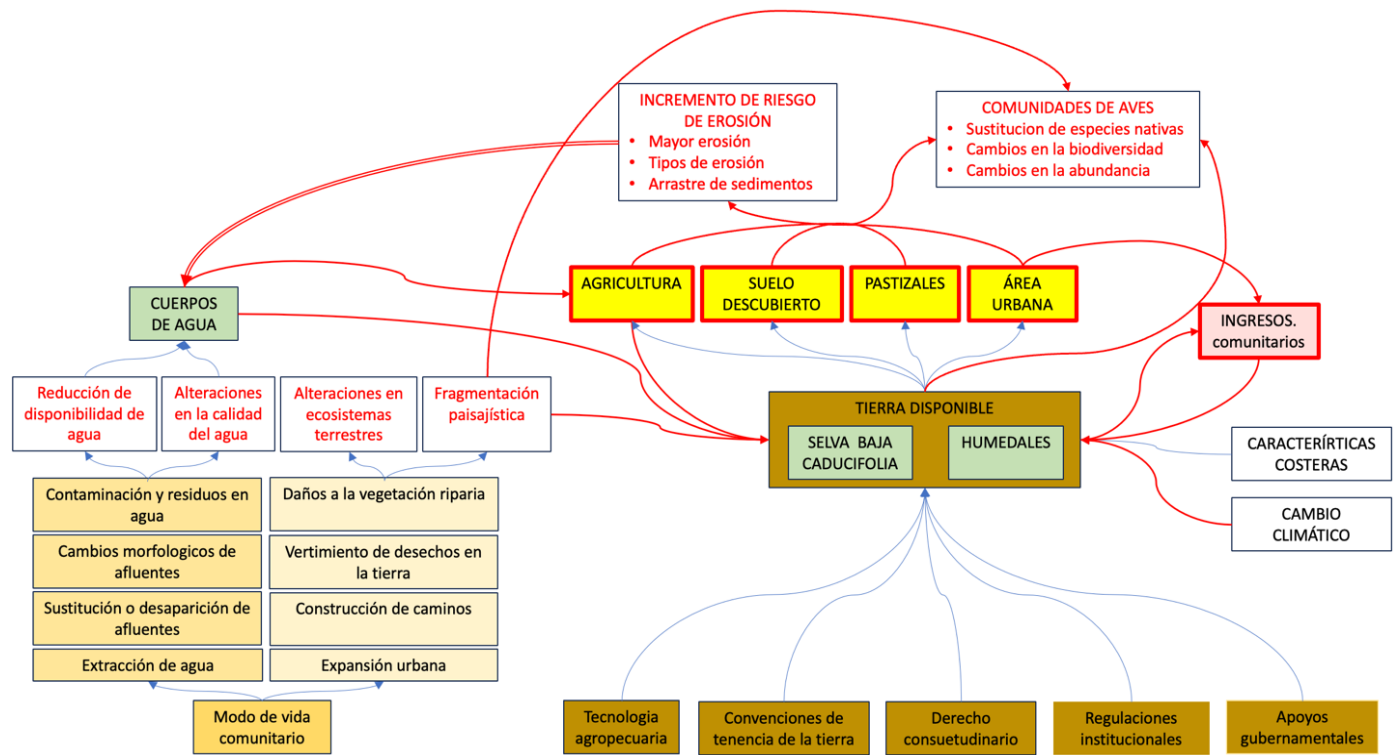 INCREMENTO DE RIESGO
DE EROSIÓN
• Mayor erosión
• Tipos de erosión
• Arrastre de sedimentos
COMUNIDADES DE AVES
• Sustitucion de especies nativas
• Cambios en la biodiversidad
• Cambios en la abundancia
CUERPOS
DE AGUA
AGRICULTURA
SUELO
DESCUBIERTO
PASTIZALES
ÁREA
URBANA
INGRESOS.
comunitarios
Reducción de
disponibilidad de
agua
Alteraciones
en la calidad
del agua
Alteraciones en
ecosistemas
terrestres
Fragmentación
paisajística
TIERRA DISPONIBLE
SELVA BAJA
CADUCIFOLIA
HUMEDALES
CARACTERÍRTICAS
COSTERAS
CAMBIO
CLIMÁTICO
Contaminación y residuos en
agua
Daños a la vegetación riparia
Cambios morfologicos de
afluentes
Vertimiento de desechos en
la tierra
Sustitución o desaparición de
afluentes
Construcción de caminos
Extracción de agua
Expansión urbana
Modo de vida
comunitario
Tecnologia
agropecuaria
Convenciones de
tenencia de la tierra
Derecho
consuetudinario
Regulaciones
institucionales
Apoyos
gubernamentales